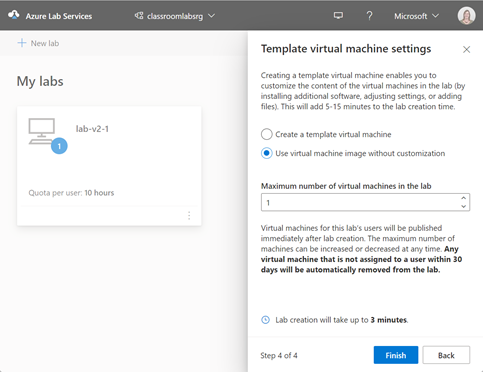 Azure Lab Services
classroomlabsrg
?
Microsoft
+ New lab
My labs
lab-v2-1
1
Quota per user: 10 hours
Template virtual machine settings
Creating a template virtual machine enables you to
customize the content of the virtual machines in the lab (by
installing additional software, adjusting settings, or adding
files). This will add 5-15 minutes to the lab creation time.
Create a template virtual machine
Use virtual machine image without customization
Maximum number of virtual machines in the lab
1
Virtual machines for this lab's users will be published
immediately after lab creation. The maximum number of
machines can be increased or decreased at any time. Any
virtual machine that is not assigned to a user within 30
days will be automatically removed from the lab.
Lab creation will take up to 3 minutes.
Step 4 of 4
Finish
Back